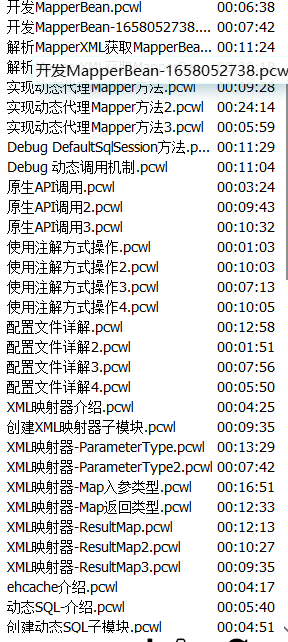 开发MapperBean.pcwl 00:06:38
开发MapperBean-1658052738.... 00:07:42
解析MapperXML获取MapperBea... 00:11:24
解析
开发MapperBean-1658052738.pcwl
实现动态代理Mapper方法.pcwl 00:09:28
实现动态代理Mapper方法2.pcwl 00:24:14
实现动态代理Mapper方法3.pcwl 00:05:59
Debug DefaultSqlSession方法.p... 00:11:29
Debug 动态调用机制.pcwl 00:11:04
原生API调用.pcwl 00:03:24
原生API调用2.pcwl 00:09:43
原生API调用3.pcwl 00:10:32
使用注解方式操作.pcwl 00:01:03
使用注解方式操作2.pcwl 00:10:03
使用注解方式操作3.pcwl 00:07:13
使用注解方式操作4.pcwl 00:10:05
配置文件详解.pcwl 00:12:58
配置文件详解2.pcwl 00:01:51
配置文件详解3.pcwl 00:07:56
配置文件详解4.pcwl 00:05:50
XML映射器介绍.pcwl 00:04:25
创建XML映射器子模块.pcwl 00:09:35
XML映射器-ParameterType.pcwl 00:13:29
XML映射器-ParameterType2.pcwl 00:07:42
XML映射器-Map入参类型.pcwl 00:16:51
XML映射器-Map返回类型.pcwl 00:12:33
XML映射器-ResultMap.pcwl 00:12:13
XML映射器-ResultMap2.pcwl 00:10:27
XML映射器-ResultMap3.pcwl 00:09:35
ehcache介绍.pcwl 00:04:17
动态SQL-介绍.pcwl 00:05:40
创建动态SQL子模块.pcwl 00:04:51